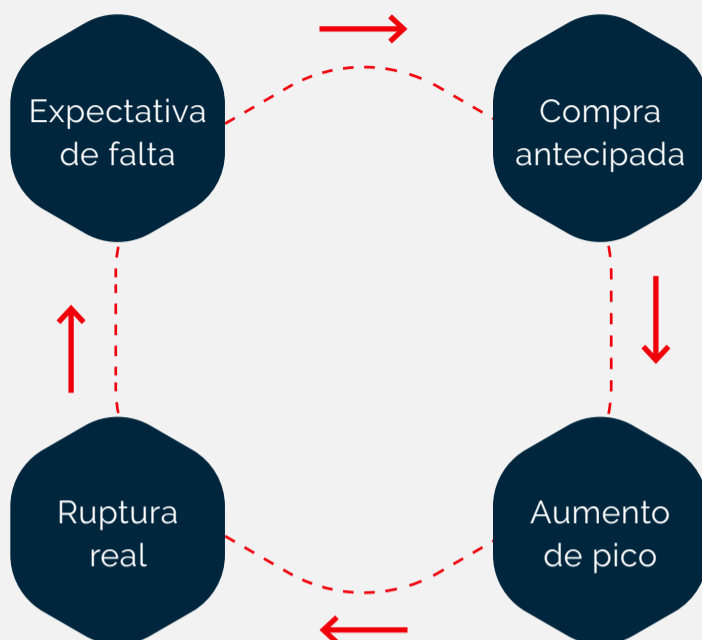 Expectativa
de falta
Compra
antecipada
Aumento
de pico
Ruptura
real